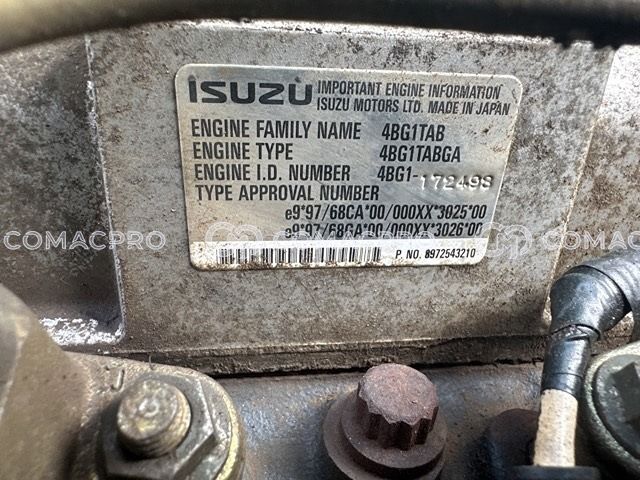 ISUZU IMPORTANT ENGINE INFORMATION
ISUZU MOTORS LTD. MADE IN JAPAN
ENGINE FAMILY NAME 4BG1TAB
ENGINE TYPE 4BG1TABGA
ENGINE I.D. NUMBER 4BG1-172498
TYPE APPROVAL NUMBER
e9*97/68CA*00/000XX*3025*00
e9*97/68GA*00/000XX*3026*00
COMACPRO
P. NO. 8972543210